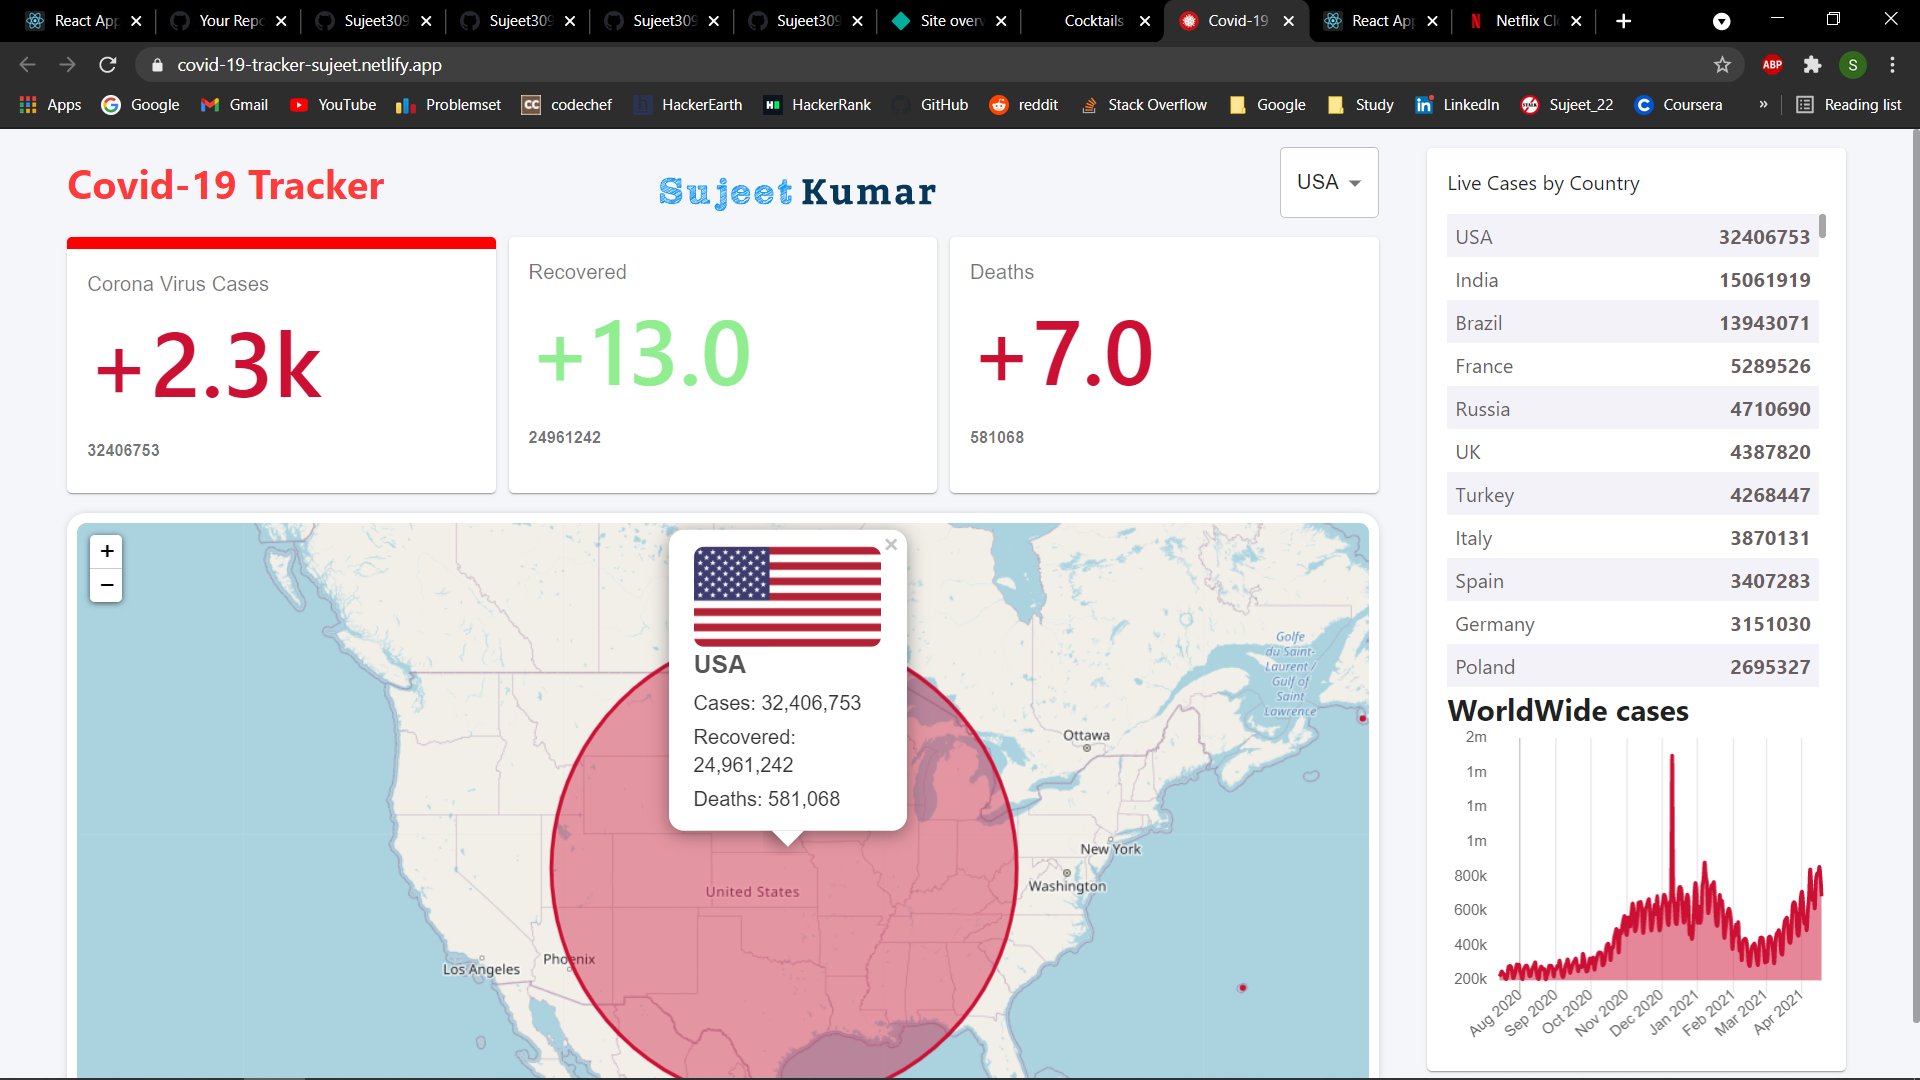 React App
Your Repo
Sujeet309
Sujeet309
Sujeet309
Sujeet309
Site overv
Cocktails
Covid-19
React App
Netflix Cl
covid-19-tracker-sujeet.netlify.app
ABP
S
Apps
Google
Gmail
YouTube
Problemset
CC codechef
HackerEarth
HackerRank
GitHub
reddit
Stack Overflow
Google
Study
LinkedIn
Sujeet_22
Coursera
»
Reading list
Covid-19 Tracker
Sujeet Kumar
USA
Corona Virus Cases
+2.3k
32406753
Recovered
+13.0
24961242
Deaths
+7.0
581068
+
−
×
USA
Cases: 32,406,753
Recovered:
24,961,242
Deaths: 581,068
Golfe
du Saint-
Laurent /
Gulf of
Saint
Lawrence
Ottawa
New York
Washington
United States
Phoenix
Los Angeles
Live Cases by Country
USA 32406753
India 15061919
Brazil 13943071
France 5289526
Russia 4710690
UK 4387820
Turkey 4268447
Italy 3870131
Spain 3407283
Germany 3151030
Poland 2695327
WorldWide cases
2m
1m
1m
1m
800k
600k
400k
200k
Aug 2020
Sep 2020
Oct 2020
Nov 2020
Dec 2020
Jan 2021
Feb 2021
Mar 2021
Apr 2021